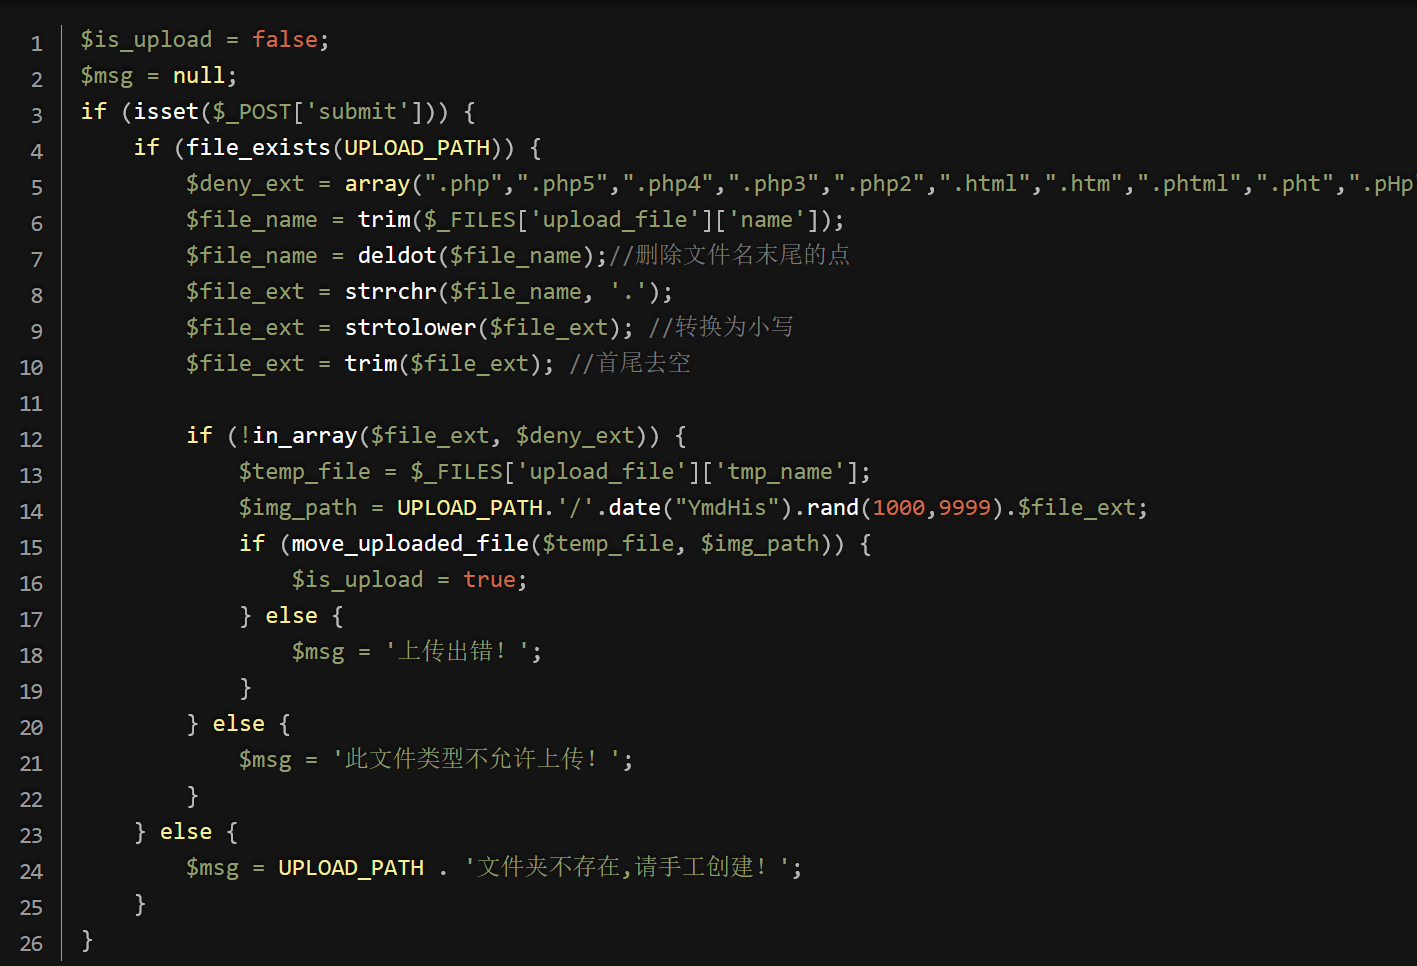 1 $is_upload = false;
2 $msg = null;
3 if (isset($_POST['submit'])) {
4     if (file_exists(UPLOAD_PATH)) {
5         $deny_ext = array(".php",".php5",".php4",".php3",".php2",".html",".htm",".phtml",".pht",".pHp"
6         $file_name = trim($_FILES['upload_file']['name']);
7         $file_name = deldot($file_name);//删除文件名末尾的点
8         $file_ext = strrchr($file_name, '.');
9         $file_ext = strtolower($file_ext); //转换为小写
10         $file_ext = trim($file_ext); //首尾去空
11
12         if (!in_array($file_ext, $deny_ext)) {
13             $temp_file = $_FILES['upload_file']['tmp_name'];
14             $img_path = UPLOAD_PATH.'/'.date("YmdHis").rand(1000,9999).$file_ext;
15             if (move_uploaded_file($temp_file, $img_path)) {
16                 $is_upload = true;
17             } else {
18                 $msg = '上传出错！';
19             }
20         } else {
21             $msg = '此文件类型不允许上传！';
22         }
23     } else {
24         $msg = UPLOAD_PATH . '文件夹不存在,请手工创建！';
25     }
26 }